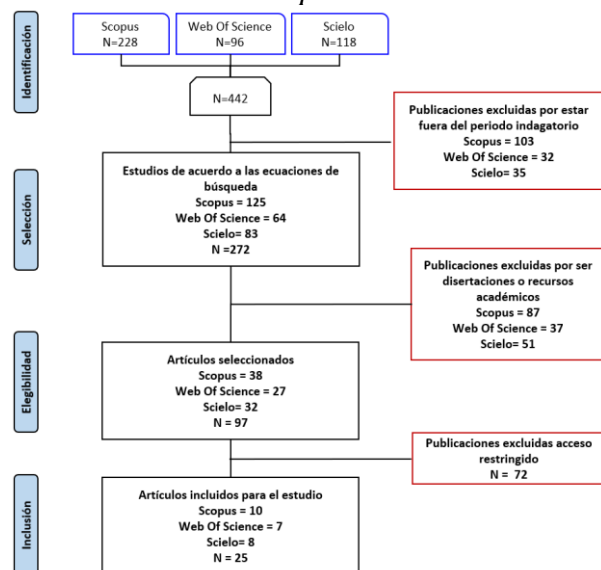 Identificación
Scopus
N=228
Web Of Science
N=96
Scielo
N=118
N=442
Publicaciones excluidas por estar
fuera del periodo indagatorio
Scopus = 103
Web Of Science = 32
Scielo= 35
Selección
Estudios de acuerdo a las ecuaciones de
búsqueda
Scopus = 125
Web Of Science = 64
Scielo= 83
N =272
Publicaciones excluidas por ser
disertaciones o recursos
académicos
Scopus = 87
Web Of Science = 37
Scielo= 51
Elegibilidad
Artículos seleccionados
Scopus = 38
Web Of Science = 27
Scielo= 32
N = 97
Publicaciones excluidas acceso
restringido
N = 72
Inclusión
Artículos incluidos para el estudio
Scopus = 10
Web Of Science = 7
Scielo= 8
N = 25